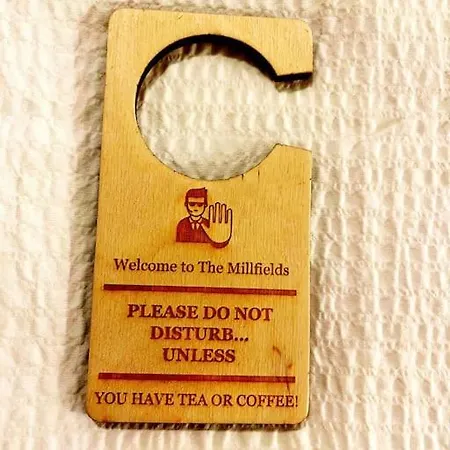 Welcome to The Millfields
PLEASE DO NOT
DISTURB...
UNLESS
YOU HAVE TEA OR COFFEE!